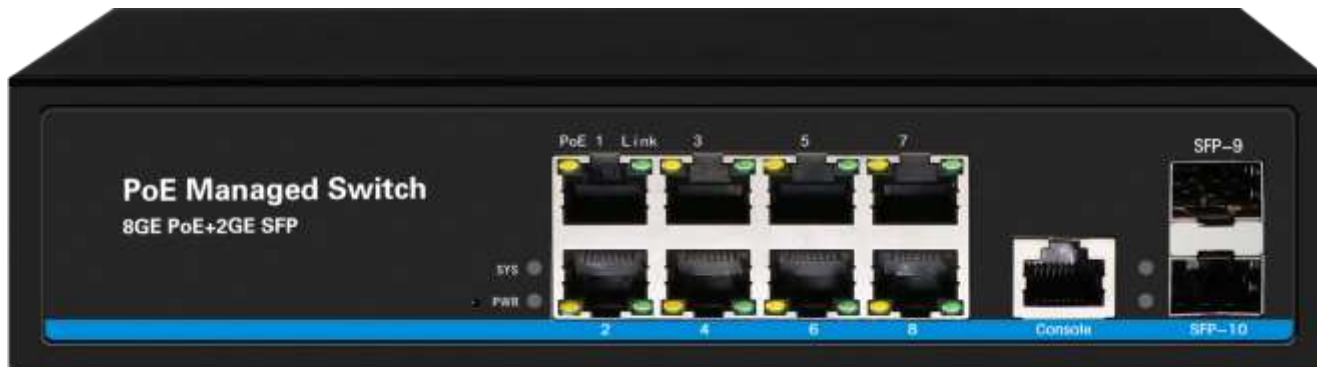 PoE Managed Switch
8GE PoE+2GE SFP
PoE 1 Link 3 5 7
SYS
PWR
2 4 6 8
Console
SFP-9
SFP-10